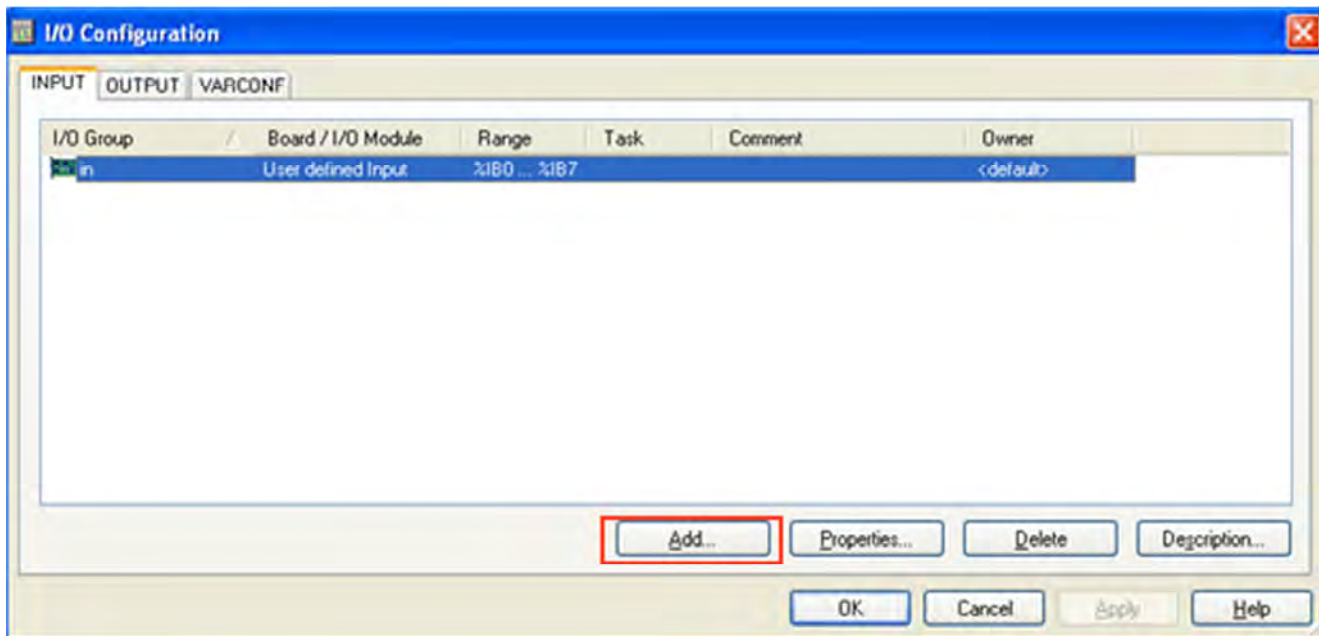 I/O Configuration
INPUT OUTPUT VARCONF
I/O Group / Board / I/O Module Range Task Comment Owner
in User defined Input %IB0 ... %IB7 <default>
Add... Properties... Delete Description...
OK Cancel Apply Help